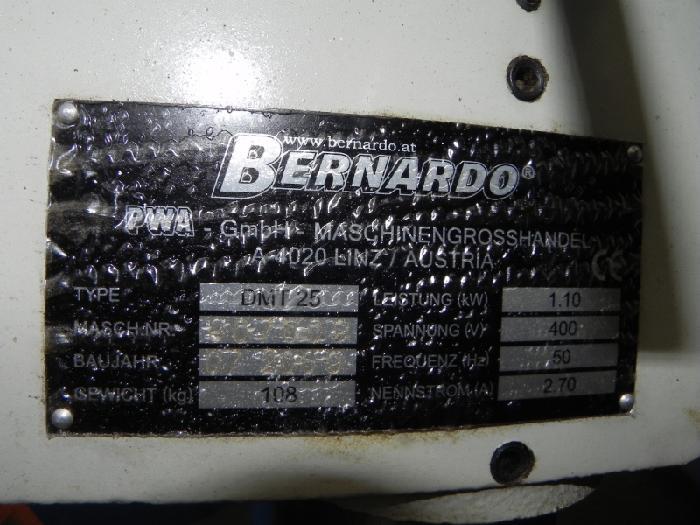 www.bernardo.at
BERNARDO®
PWA - GmbH - MASCHINENGROSSHANDEL
A-4020 LINZ / AUSTRIA CE
TYPE DMT 25 LEISTUNG (kW) 1.10
MASCH.NR. SPANNUNG (V) 400
BAUJAHR FREQUENZ (Hz) 50
GEWICHT (kg) 108 NENNSTROM (A) 2.70